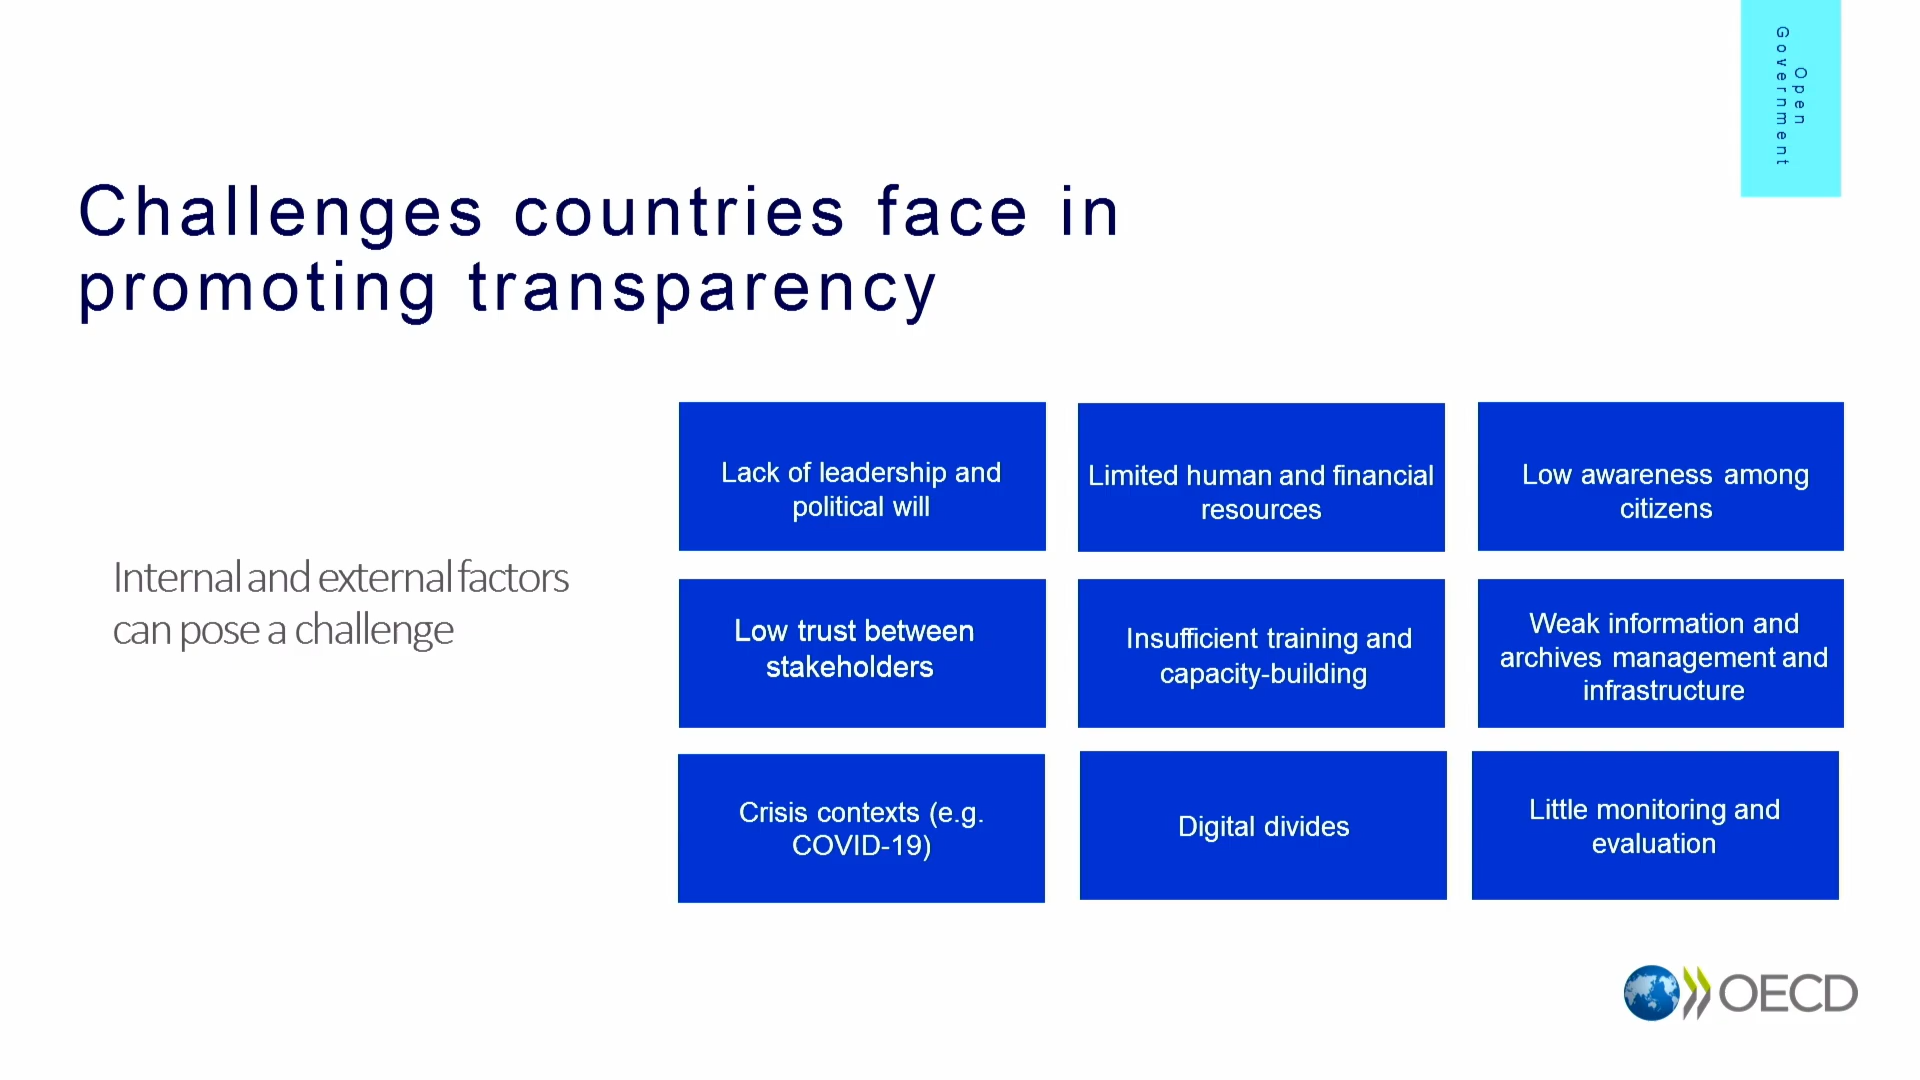 Open
Government
Challenges countries face in
promoting transparency
Internal and external factors
can pose a challenge
Lack of leadership and
political will
Limited human and financial
resources
Low awareness among
citizens
Low trust between
stakeholders
Insufficient training and
capacity-building
Weak information and
archives management and
infrastructure
Crisis contexts (e.g.
COVID-19)
Digital divides
Little monitoring and
evaluation
OECD